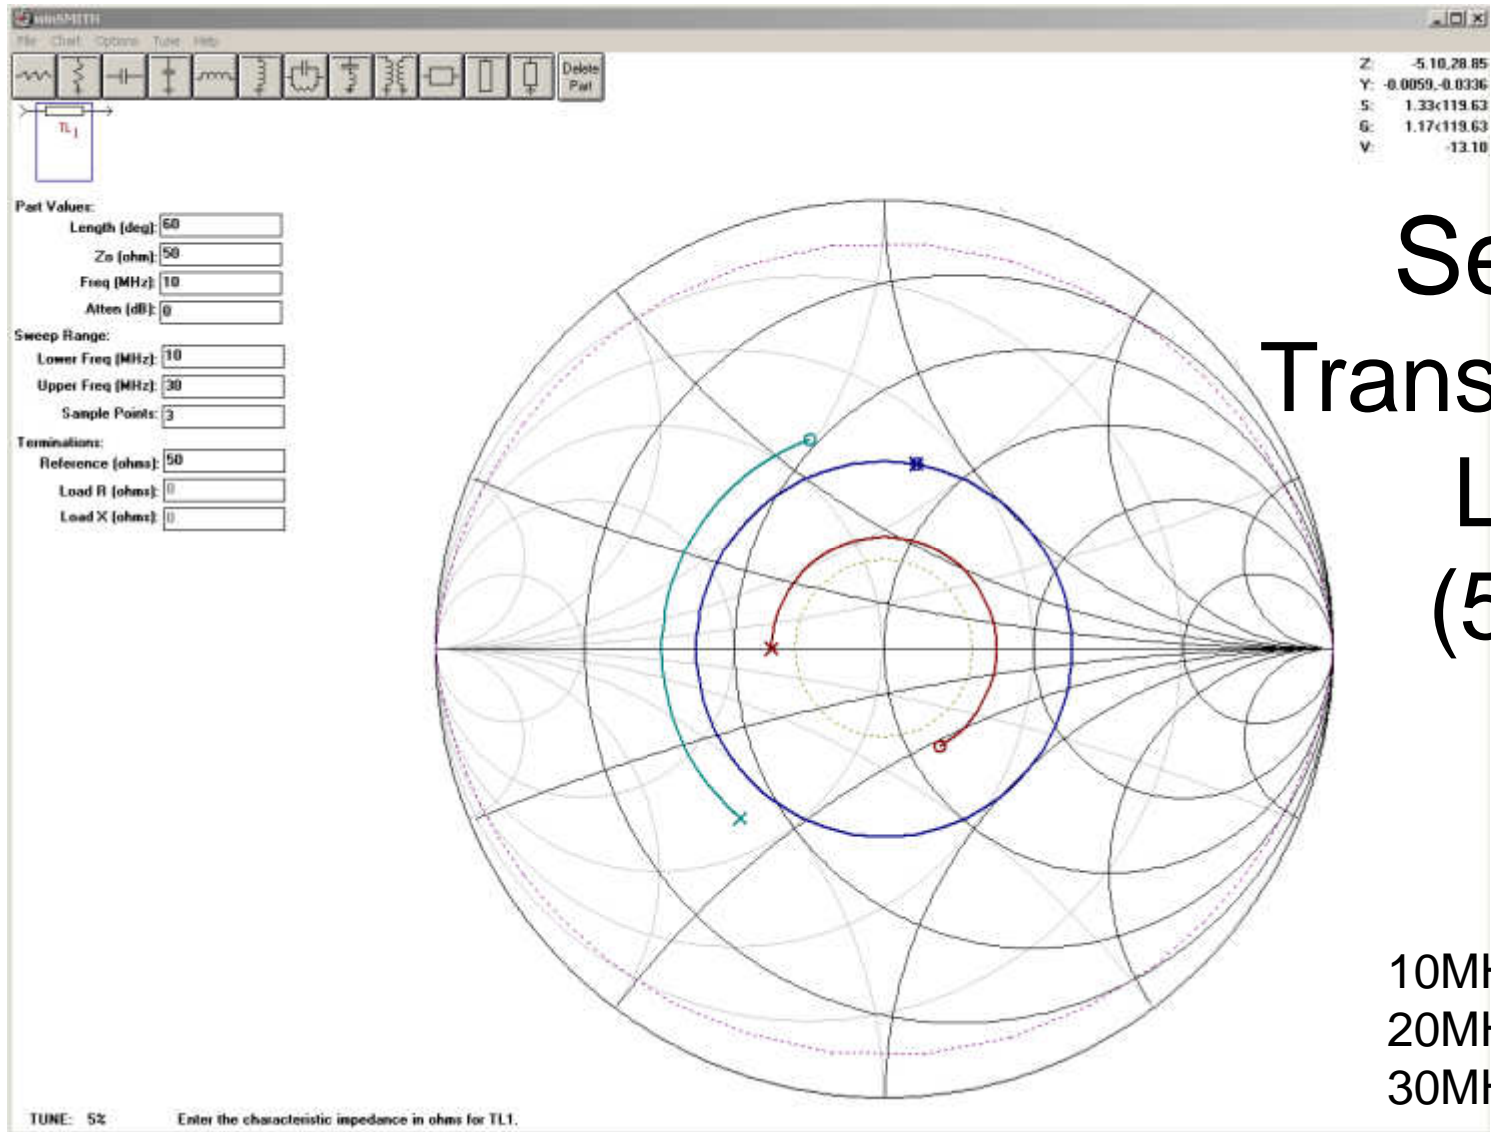 winSMITH
File Chart Options Tune Help
Delete
Part
Z: -5.10,28.85
Y: -0.0059,-0.0336
S: 1.33<119.63
G: 1.17<119.63
V: -13.10
TL1
Part Values:
Length (deg): 60
Zo (ohm): 50
Freq (MHz): 10
Atten (dB): 0
Sweep Range:
Lower Freq (MHz): 10
Upper Freq (MHz): 30
Sample Points: 3
Terminations:
Reference (ohms): 50
Load R (ohms): 0
Load X (ohms): 0
Se
Trans
L
(5
10MH
20MH
30MH
TUNE: 5% Enter the characteristic impedance in ohms for TL1.